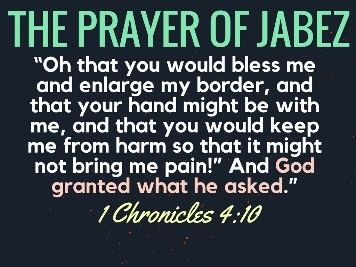 THE PRAYER OF JABEZ
“Oh that you would bless me
and enlarge my border, and
that your hand might be with
me, and that you would keep
me from harm so that it might
not bring me pain!” And God
granted what he asked.”
1 Chronicles 4:10